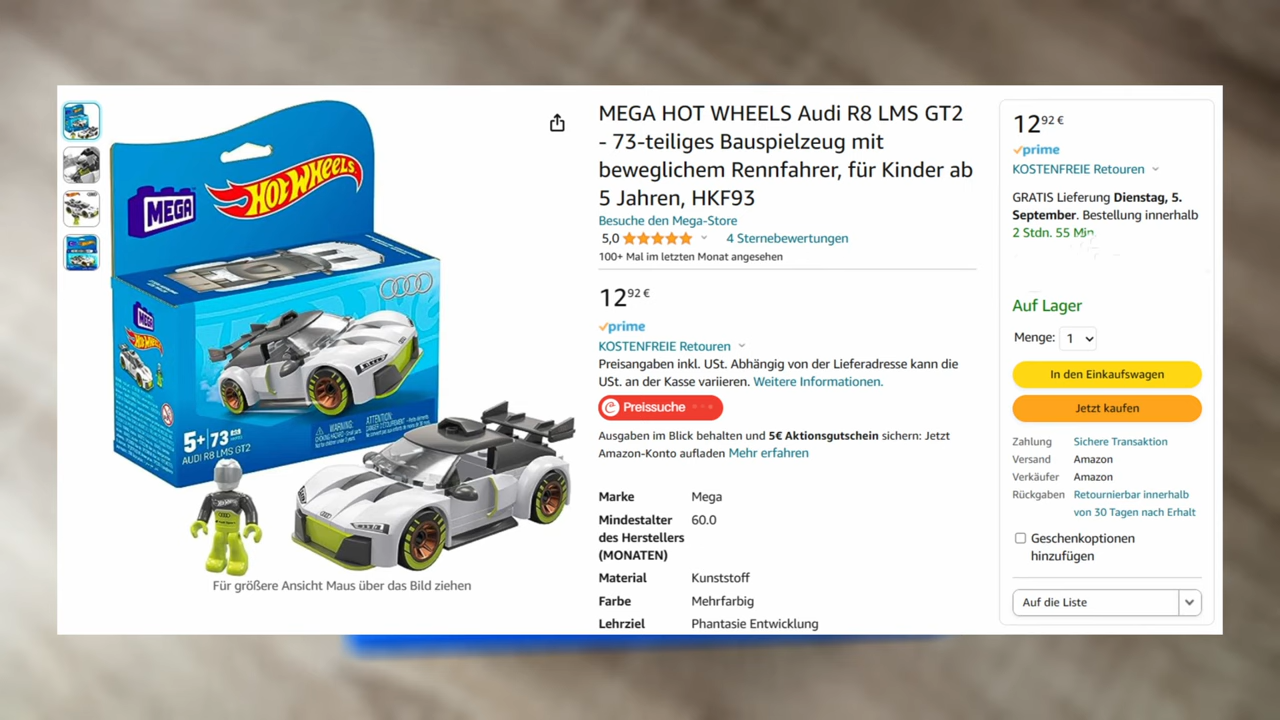 MEGA
HOT WHEELS
MEGA
HOT WHEELS
5+ 73
AUDI R8 LMS GT2
WARNING:
ATTENTION:
Für größere Ansicht Maus über das Bild ziehen
MEGA HOT WHEELS Audi R8 LMS GT2
- 73-teiliges Bauspielzeug mit
beweglichem Rennfahrer, für Kinder ab
5 Jahren, HKF93
Besuche den Mega-Store
5,0 4 Sternebewertungen
100+ Mal im letzten Monat angesehen
12 92 €
prime
KOSTENFREIE Retouren
Preisangaben inkl. USt. Abhängig von der Lieferadresse kann die
USt. an der Kasse variieren. Weitere Informationen.
Preissuche
Ausgaben im Blick behalten und 5€ Aktionsgutschein sichern: Jetzt
Amazon-Konto aufladen Mehr erfahren
Marke Mega
Mindestalter 60.0
des Herstellers
(MONATEN)
Material Kunststoff
Farbe Mehrfarbig
Lehrziel Phantasie Entwicklung
12 92 €
prime
KOSTENFREIE Retouren
GRATIS Lieferung Dienstag, 5.
September. Bestellung innerhalb
2 Stdn. 55 Min.
Auf Lager
Menge: 1
In den Einkaufswagen
Jetzt kaufen
Zahlung Sichere Transaktion
Versand Amazon
Verkäufer Amazon
Rückgaben Retournierbar innerhalb
von 30 Tagen nach Erhalt
Geschenkoptionen
hinzufügen
Auf die Liste